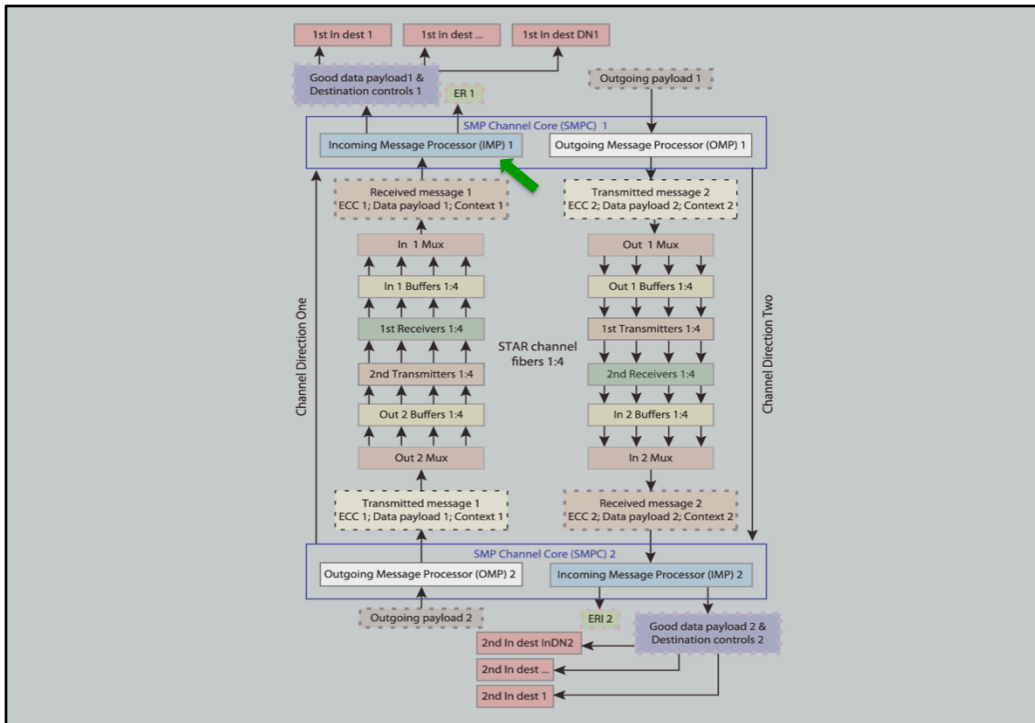 1st In dest 1
1st In dest ...
1st In dest DN1
Good data payload1 &
Destination controls 1
ER 1
Outgoing payload 1
SMP Channel Core (SMPC) 1
Incoming Message Processor (IMP) 1
Outgoing Message Processor (OMP) 1
Received message 1
ECC 1; Data payload 1; Context 1
Transmitted message 2
ECC 2; Data payload 2; Context 2
In 1 Mux
Out 1 Mux
In 1 Buffers 1:4
Out 1 Buffers 1:4
1st Receivers 1:4
1st Transmitters 1:4
Channel Direction One
STAR channel
fibers 1:4
Channel Direction Two
2nd Transmitters 1:4
2nd Receivers 1:4
Out 2 Buffers 1:4
In 2 Buffers 1:4
Out 2 Mux
In 2 Mux
Transmitted message 1
ECC 1; Data payload 1; Context 1
Received message 2
ECC 2; Data payload 2; Context 2
SMP Channel Core (SMPC) 2
Outgoing Message Processor (OMP) 2
Incoming Message Processor (IMP) 2
Outgoing payload 2
ERI 2
Good data payload 2 &
Destination controls 2
2nd In dest InDN2
2nd In dest ...
2nd In dest 1